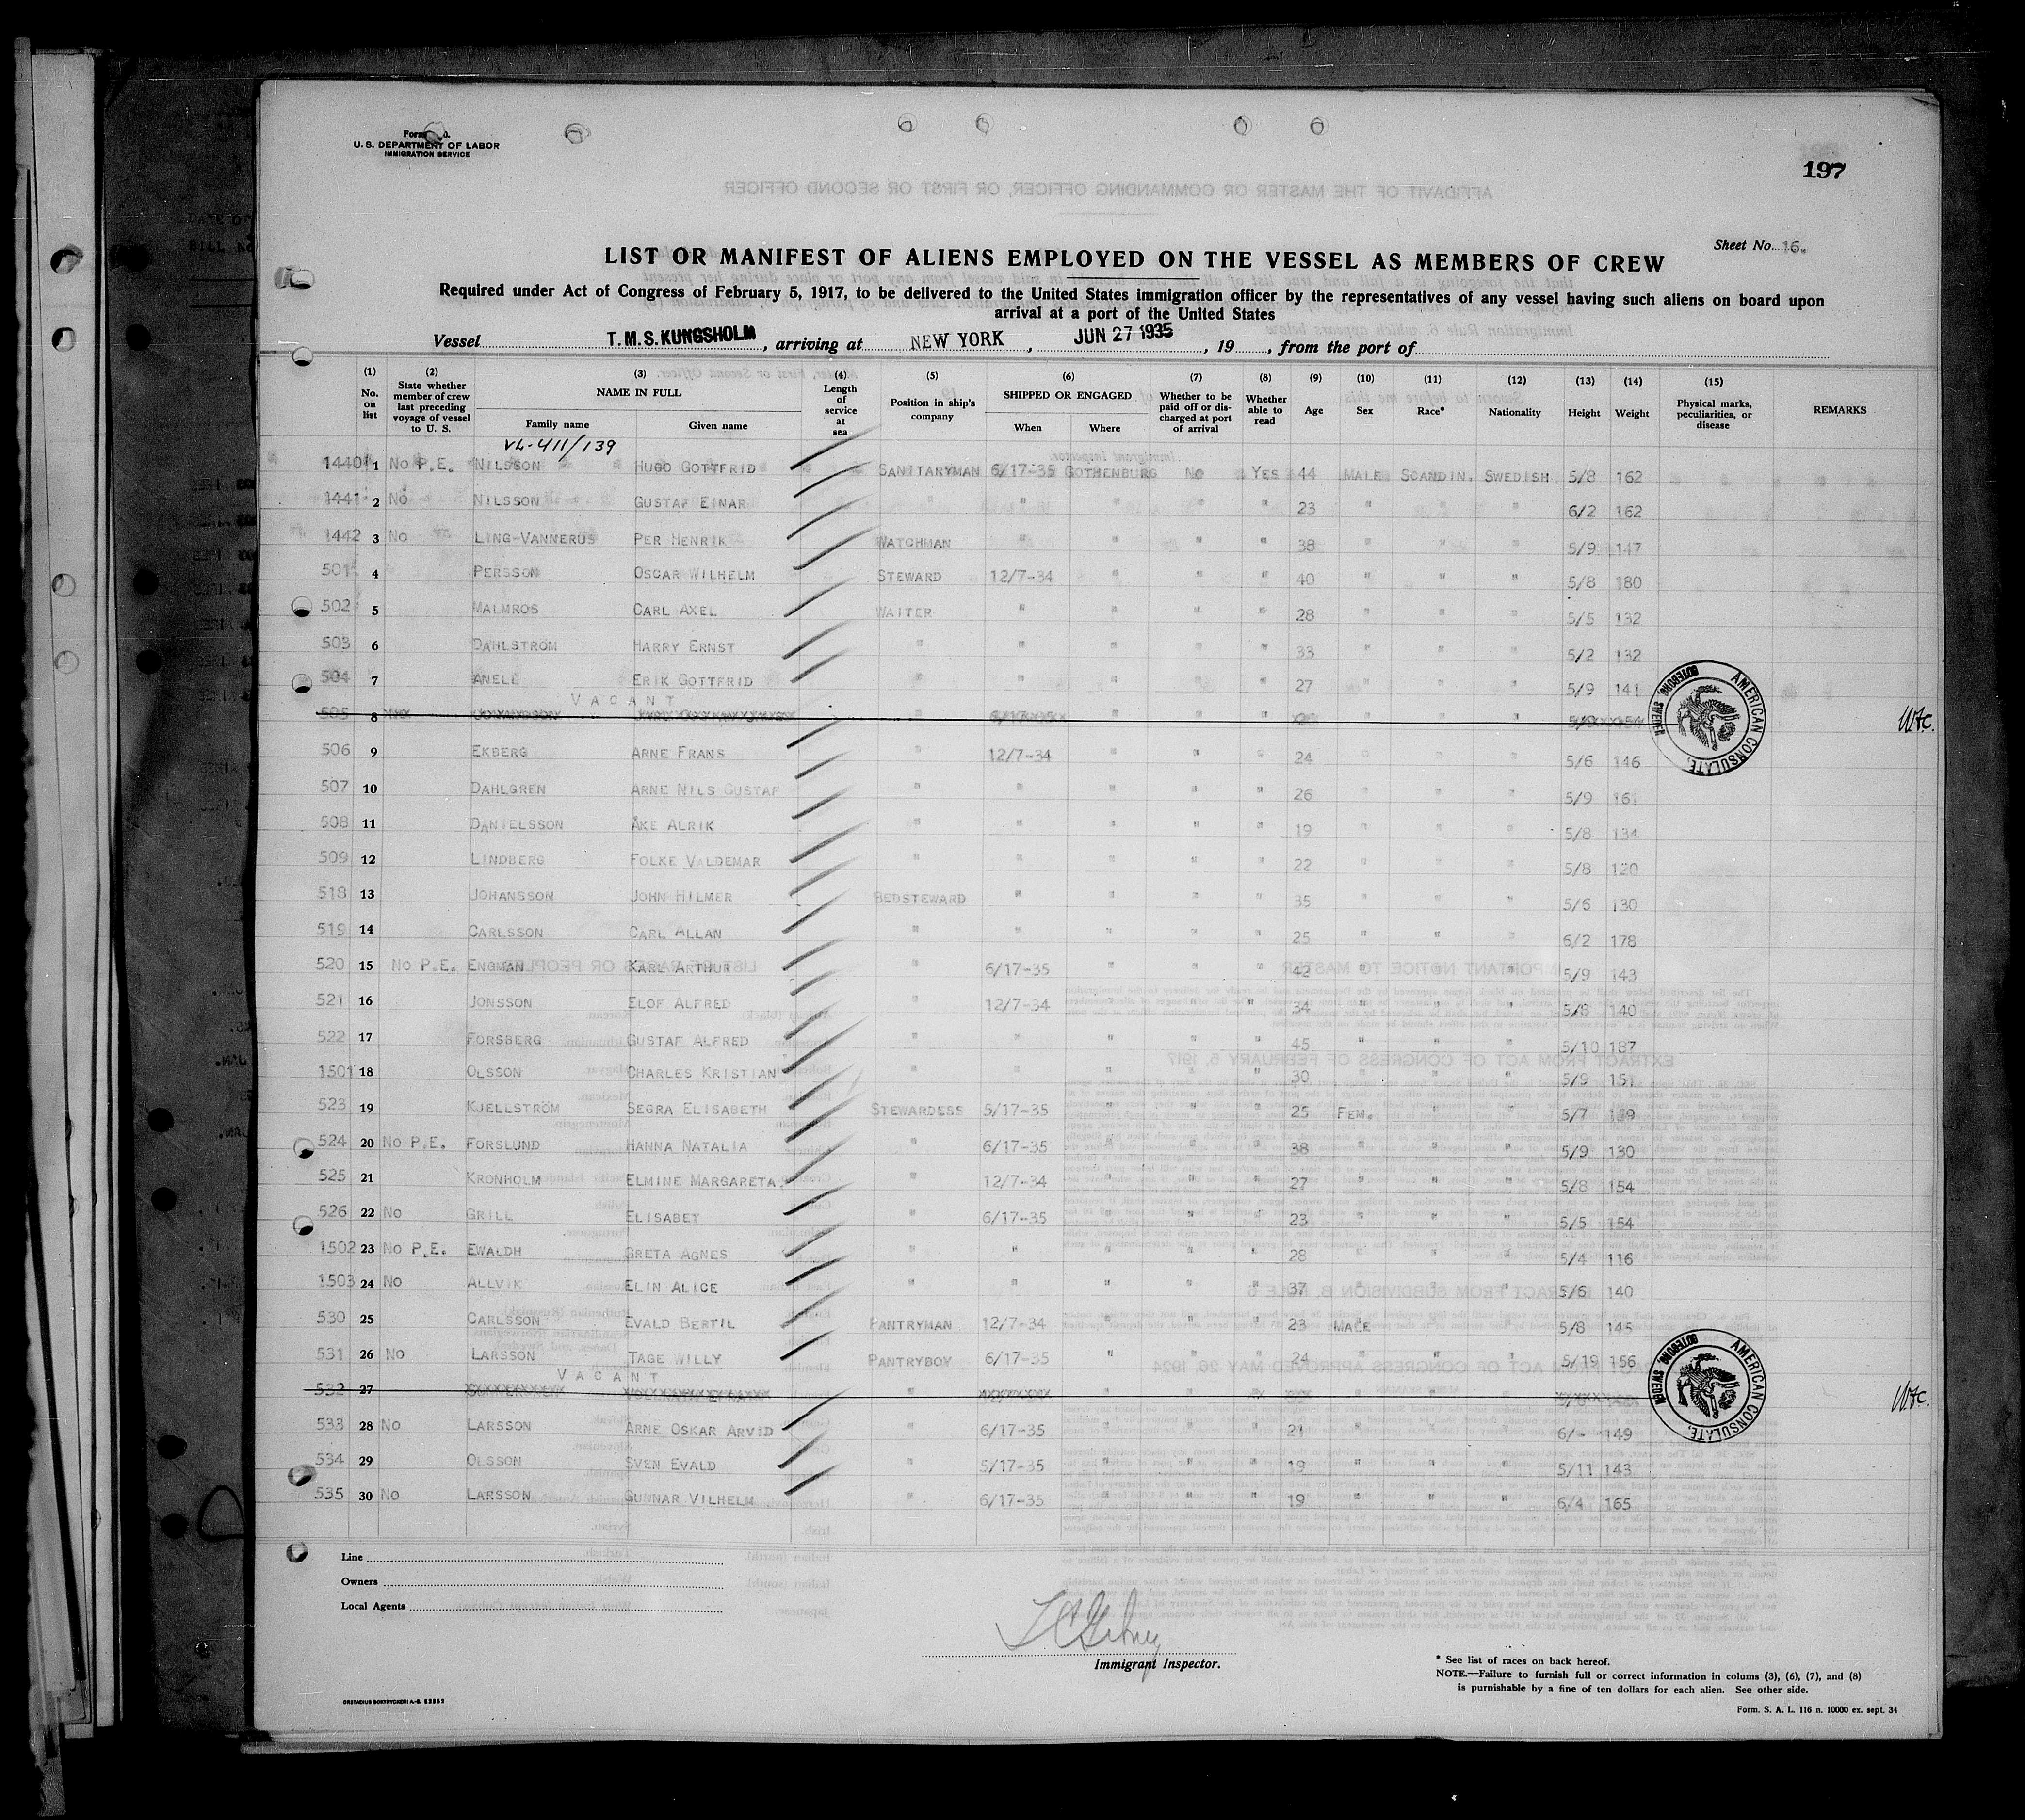 U. S. DEPARTMENT OF LABOR
IMMIGRATION SERVICE
197
Sheet No. 16.
LIST OR MANIFEST OF ALIENS EMPLOYED ON THE VESSEL AS MEMBERS OF CREW
Required under Act of Congress of February 5, 1917, to be delivered to the United States immigration officer by the representatives of any vessel having such aliens on board upon
arrival at a port of the United States
Vessel T.M.S. KUNGSHOLM, arriving at NEW YORK, JUN 27 1935, 19, from the port of
(1) No. on list (2) State whether member of crew last preceding voyage of vessel to U. S. (3) NAME IN FULL Family name Given name (4) Length of service at sea (5) Position in ship's company (6) SHIPPED OR ENGAGED When Where (7) Whether to be paid off or discharged at port of arrival (8) Whether able to read (9) Age (10) Sex (11) Race* (12) Nationality (13) Height (14) Weight (15) Physical marks, peculiarities, or disease REMARKS
VL-411/139
1440 1 No P.E. NILSSON HUGO GOTTFRID SANITARYMAN 6/17-35 GOTHENBURG No YES 44 MALE SCANDIN. SWEDISH 5/8 162
1441 2 No NILSSON GUSTAF EINAR " " " " " 23 " " " 6/2 162
1442 3 No LING-VANNERUS PER HENRIK WATCHMAN " " " " 38 " " " 5/9 147
501 4 PERSSON OSCAR WILHELM STEWARD 12/7-34 " " " 40 " " " 5/8 180
502 5 MALMROS CARL AXEL WAITER " " " " 28 " " " 5/5 132
503 6 DAHLSTROM HARRY ERNST " " " " " 33 " " " 5/2 132
504 7 ANELL ERIK GOTTFRID " " " " " 27 " " " 5/9 141
VACANT
505 8 " " " " " " "
506 9 EKBERG ARNE FRANS " 12/7-34 " " " 24 " " " 5/6 146
507 10 DAHLGREN ARNE NILS GUSTAF " " " " " 26 " " " 5/9 161
508 11 DANIELSSON ÅKE ALRIK " " " " " 19 " " " 5/8 134
509 12 LINDBERG FOLKE VALDEMAR " " " " " 22 " " " 5/8 120
518 13 JOHANSSON JOHN HILMER BEDSTEWARD " " " " 35 " " " 5/6 130
519 14 CARLSSON CARL ALLAN " " " " " 25 " " " 6/2 178
520 15 No P.E. ENGMAN KARL ARTHUR " 6/17-35 " " " 42 " " " 5/9 143
521 16 JONSSON ELOF ALFRED " 12/7-34 " " " 34 " " " 5/8 140
522 17 FORSBERG GUSTAF ALFRED " " " " " 45 " " " 5/10 187
1501 18 OLSSON CHARLES KRISTIAN " " " " " 30 " " " 5/9 151
523 19 KJELLSTRÖM SEGRA ELISABETH STEWARDESS 5/17-35 " " " 25 FEM. " " 5/7 139
524 20 No P.E. FORSLUND HANNA NATALIA " 6/17-35 " " " 38 " " " 5/9 130
525 21 KRONHOLM ELMINE MARGARETA. " 12/7-34 " " " 27 " " " 5/8 154
526 22 No GRILL ELISABET " 6/17-35 " " " 23 " " " 5/5 154
1502 23 No P.E. EWALDH GRETA AGNES " " " " " 28 " " " 5/4 116
1503 24 No ALLVIK ELIN ALICE " " " " " 37 " " " 5/6 140
530 25 CARLSSON EVALD BERTIL PANTRYMAN 12/7-34 " " " 23 MALE " " 5/8 145
531 26 No LARSSON TAGE WILLY PANTRYBOY 6/17-35 " " " 24 " " " 5/19 156
VACANT
532 27 " " " " " "
533 28 No LARSSON ARNE OSKAR ARVID " 6/17-35 " " " 21 " " " 6/- 149
534 29 OLSSON SVEN EVALD " 5/17-35 " " " 19 " " " 5/11 143
535 30 No LARSSON GUNNAR VILHELM " 6/17-35 " " " 19 " " " 6/4 165
AMERICAN CONSULATE, GOTEBORG, SWEDEN
AMERICAN CONSULATE, GOTEBORG, SWEDEN
Line
Owners
Local Agents
Immigrant Inspector.
* See list of races on back hereof.
NOTE.—Failure to furnish full or correct information in colums (3), (6), (7), and (8)
is punishable by a fine of ten dollars for each alien. See other side.
Form. S. A. L. 116 n. 10000 ex. sept. 34